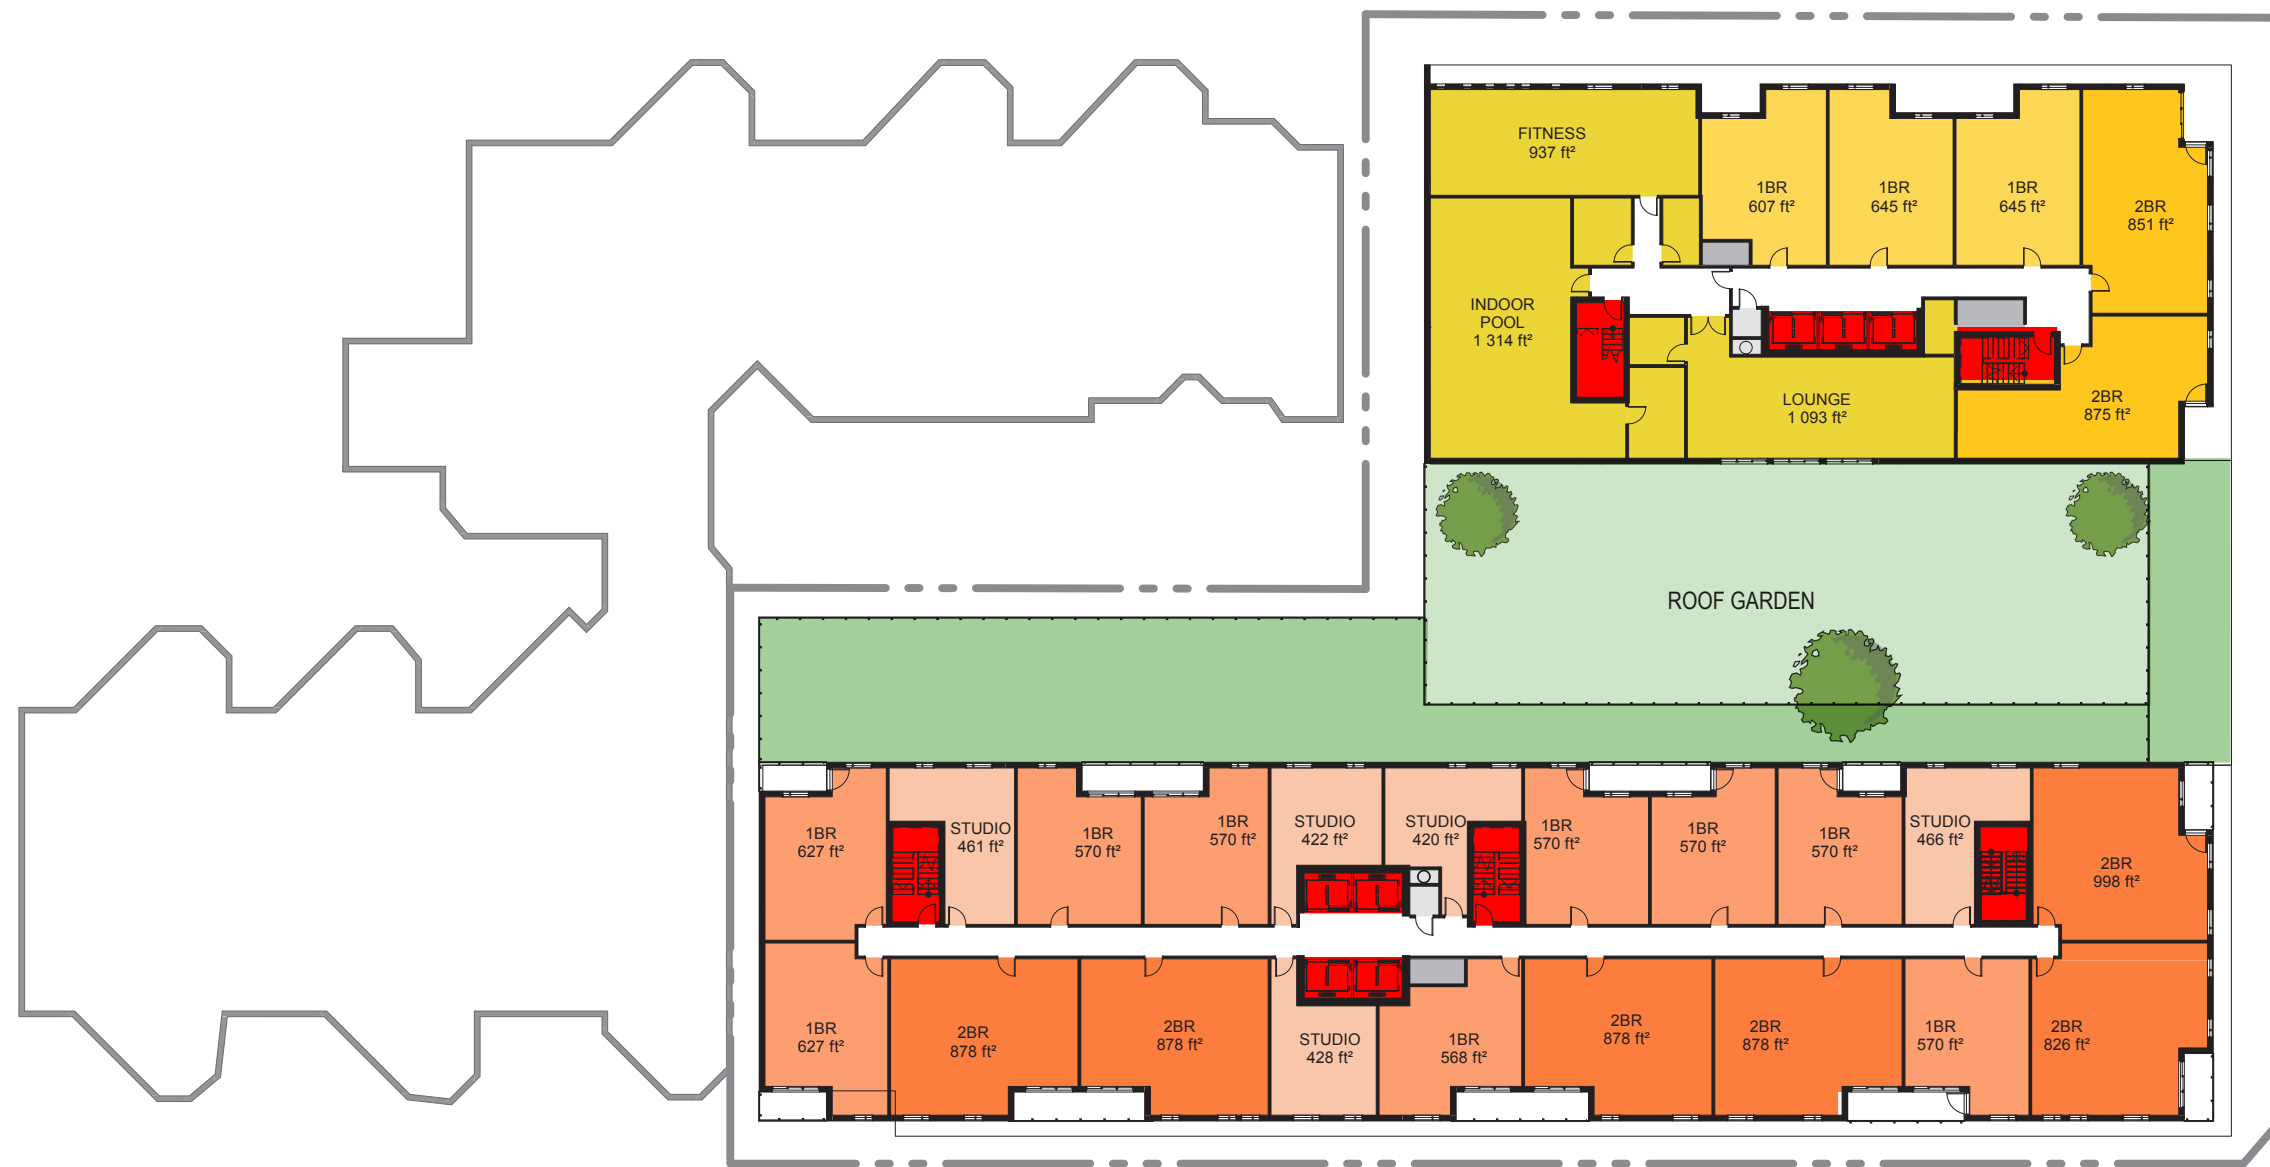 FITNESS
937 ft²
1BR
607 ft²
1BR
645 ft²
1BR
645 ft²
2BR
851 ft²
INDOOR
POOL
1 314 ft²
LOUNGE
1 093 ft²
2BR
875 ft²
ROOF GARDEN
1BR
627 ft²
STUDIO
461 ft²
1BR
570 ft²
1BR
570 ft²
STUDIO
422 ft²
STUDIO
420 ft²
1BR
570 ft²
1BR
570 ft²
1BR
570 ft²
STUDIO
466 ft²
2BR
998 ft²
1BR
627 ft²
2BR
878 ft²
2BR
878 ft²
STUDIO
428 ft²
1BR
568 ft²
2BR
878 ft²
2BR
878 ft²
1BR
570 ft²
2BR
826 ft²